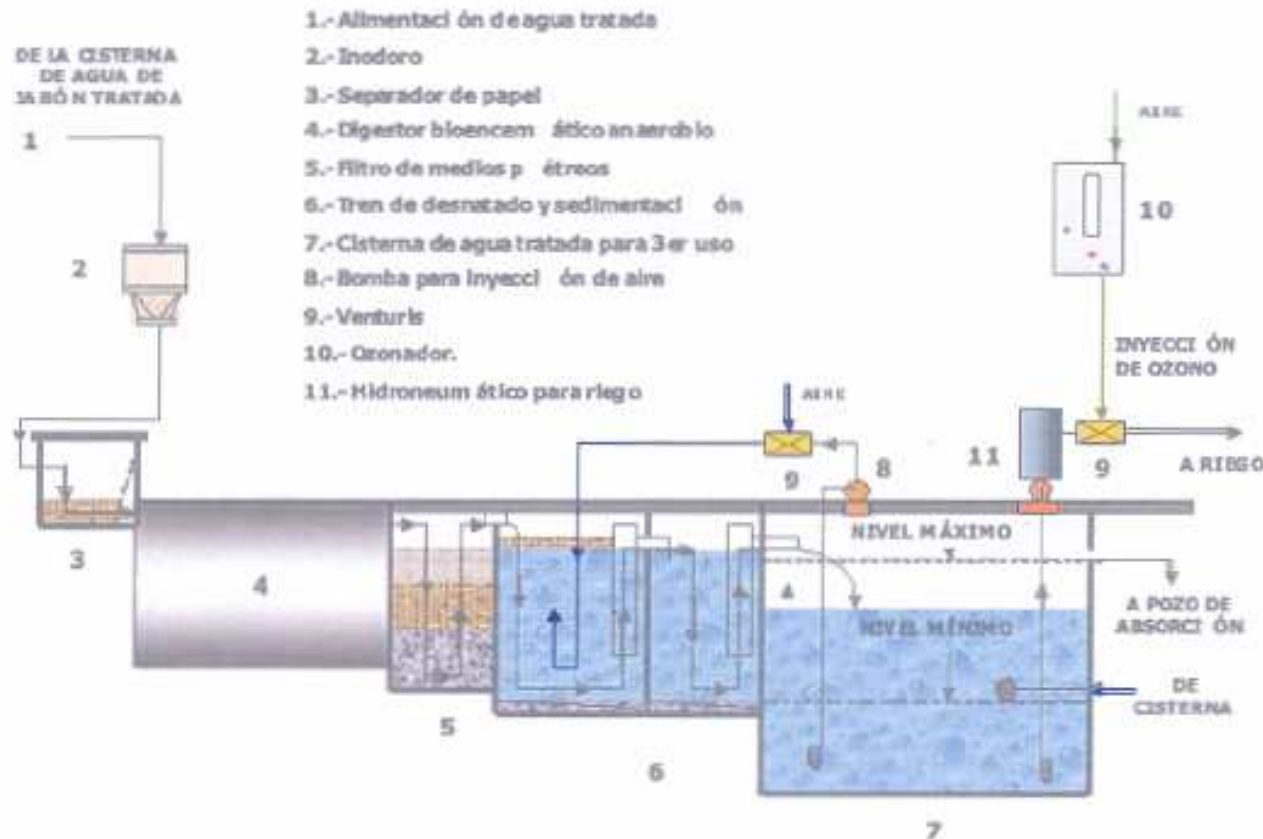 1.- Alimentaci ón de agua tratada
2.- Inodoro
3.- Separador de papel
4.- Digestor bioencem ático anaerobio
5.- Filtro de medios p étreos
6.- Tren de desnatado y sedimentaci ón
7.- Cisterna de agua tratada para 3er uso
8.- Bomba para inyecci ón de aire
9.- Venturis
10.- Ozonador.
11.- Hidroneum ático para riego
DE LA CISTERNA
DE AGUA DE
JABÓN TRATADA
1
2
3
4
5
6
7
AIRE
10
INYECCI ÓN
DE OZONO
AIRE
9
8
11
9
A RIEGO
NIVEL MÁXIMO
NIVEL MÍNIMO
A POZO DE
ABSORCI ÓN
DE
CISTERNA